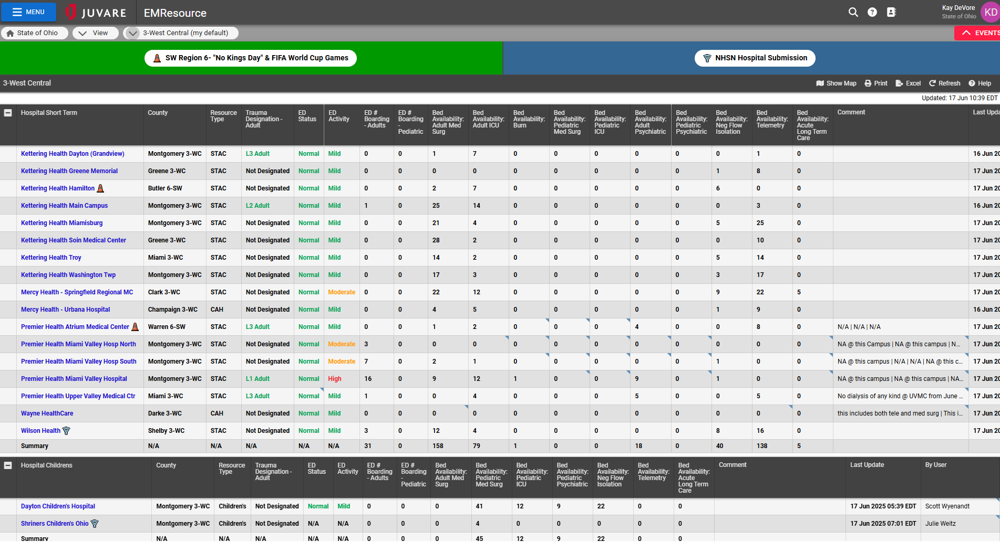 MENU JUVARE EMResource Kay DeVore KD
State of Ohio
State of Ohio View 3-West Central (my default) EVENTS
SW Region 6- "No Kings Day" & FIFA World Cup Games NHSN Hospital Submission
3-West Central Show Map Print Excel Refresh Help
Updated: 17 Jun 10:39 EDT
Hospital Short Term County Resource Type Trauma Designation - Adult ED Status ED Activity ED # Boarding - Adults ED # Boarding - Pediatric Bed Availability: Adult Med Surg Bed Availability: Adult ICU Bed Availability: Burn Bed Availability: Pediatric Med Surg Bed Availability: Pediatric ICU Bed Availability: Adult Psychiatric Bed Availability: Pediatric Psychiatric Bed Availability: Neg Flow Isolation Bed Availability: Telemetry Bed Availability: Acute Long Term Care Comment Last Upda
Kettering Health Dayton (Grandview) Montgomery 3-WC STAC L3 Adult Normal Mild 0 0 1 7 0 0 0 0 0 0 1 0 16 Jun 20
Kettering Health Greene Memorial Greene 3-WC STAC Not Designated Normal Mild 0 0 0 0 0 0 0 0 0 1 8 0 17 Jun 20
Kettering Health Hamilton Butler 6-SW STAC Not Designated Normal Mild 0 0 2 7 0 0 0 0 0 6 0 0 17 Jun 20
Kettering Health Main Campus Montgomery 3-WC STAC L2 Adult Normal Mild 1 0 25 14 0 0 0 0 0 0 3 0 16 Jun 20
Kettering Health Miamisburg Montgomery 3-WC STAC Not Designated Normal Mild 0 0 21 4 0 0 0 0 0 5 25 0 17 Jun 20
Kettering Health Soin Medical Center Greene 3-WC STAC Not Designated Normal Mild 0 0 28 2 0 0 0 0 0 0 10 0 17 Jun 20
Kettering Health Troy Miami 3-WC STAC Not Designated Normal Mild 0 0 14 2 0 0 0 0 0 5 14 0 17 Jun 20
Kettering Health Washington Twp Montgomery 3-WC STAC Not Designated Normal Mild 0 0 17 3 0 0 0 0 0 3 17 0 17 Jun 20
Mercy Health - Springfield Regional MC Clark 3-WC STAC Not Designated Normal Moderate 0 0 22 12 0 0 0 0 0 9 22 5 17 Jun 20
Mercy Health - Urbana Hospital Champaign 3-WC CAH Not Designated Normal Mild 0 0 4 5 0 0 0 0 0 1 9 0 16 Jun 20
Premier Health Atrium Medical Center Warren 6-SW STAC L3 Adult Normal Mild 0 0 1 2 0 0 0 4 0 0 8 0 N/A | N/A | N/A 17 Jun 20
Premier Health Miami Valley Hosp North Montgomery 3-WC STAC Not Designated Normal Moderate 3 0 0 0 0 0 0 0 0 0 0 0 NA @ this Campus | NA @ this campus | N... 17 Jun 20
Premier Health Miami Valley Hosp South Montgomery 3-WC STAC Not Designated Normal Moderate 7 0 2 1 0 0 0 0 0 1 0 0 NA @ this campus | N/A | N/A | NA @ this c... 17 Jun 20
Premier Health Miami Valley Hospital Montgomery 3-WC STAC L1 Adult Normal High 16 0 9 12 1 0 0 9 0 1 0 0 NA @ this campus | NA @ this campus | NA... 17 Jun 20
Premier Health Upper Valley Medical Ctr Miami 3-WC STAC L3 Adult Normal Mild 1 0 0 4 0 0 0 5 0 0 5 0 No dialysis of any kind @ UVMC from June ... 17 Jun 20
Wayne HealthCare Darke 3-WC CAH Not Designated Normal Mild 0 0 0 0 0 0 0 0 0 0 0 0 this includes both tele and med surg | This i... 17 Jun 20
Wilson Health Shelby 3-WC STAC Not Designated Normal Mild 3 0 12 4 0 0 0 0 0 8 16 0 17 Jun 20
Summary N/A N/A N/A N/A N/A 31 0 158 79 1 0 0 18 0 40 138 5
Hospital Childrens County Resource Type Trauma Designation - Adult ED Status ED Activity ED # Boarding - Adults ED # Boarding - Pediatric Bed Availability: Adult Med Surg Bed Availability: Pediatric Med Surg Bed Availability: Pediatric ICU Bed Availability: Pediatric Psychiatric Bed Availability: Neg Flow Isolation Bed Availability: Telemetry Bed Availability: Acute Long Term Care Comment Last Update By User
Dayton Children's Hospital Montgomery 3-WC Children's Not Designated Normal Mild 0 0 0 41 12 9 22 0 0 17 Jun 2025 05:39 EDT Scott Wyenandt
Shriners Children's Ohio Montgomery 3-WC Children's Not Designated N/A N/A 0 0 0 4 0 0 0 0 0 17 Jun 2025 07:01 EDT Julie Weitz
Summary N/A N/A N/A N/A N/A 0 0 0 45 12 9 22 0 0